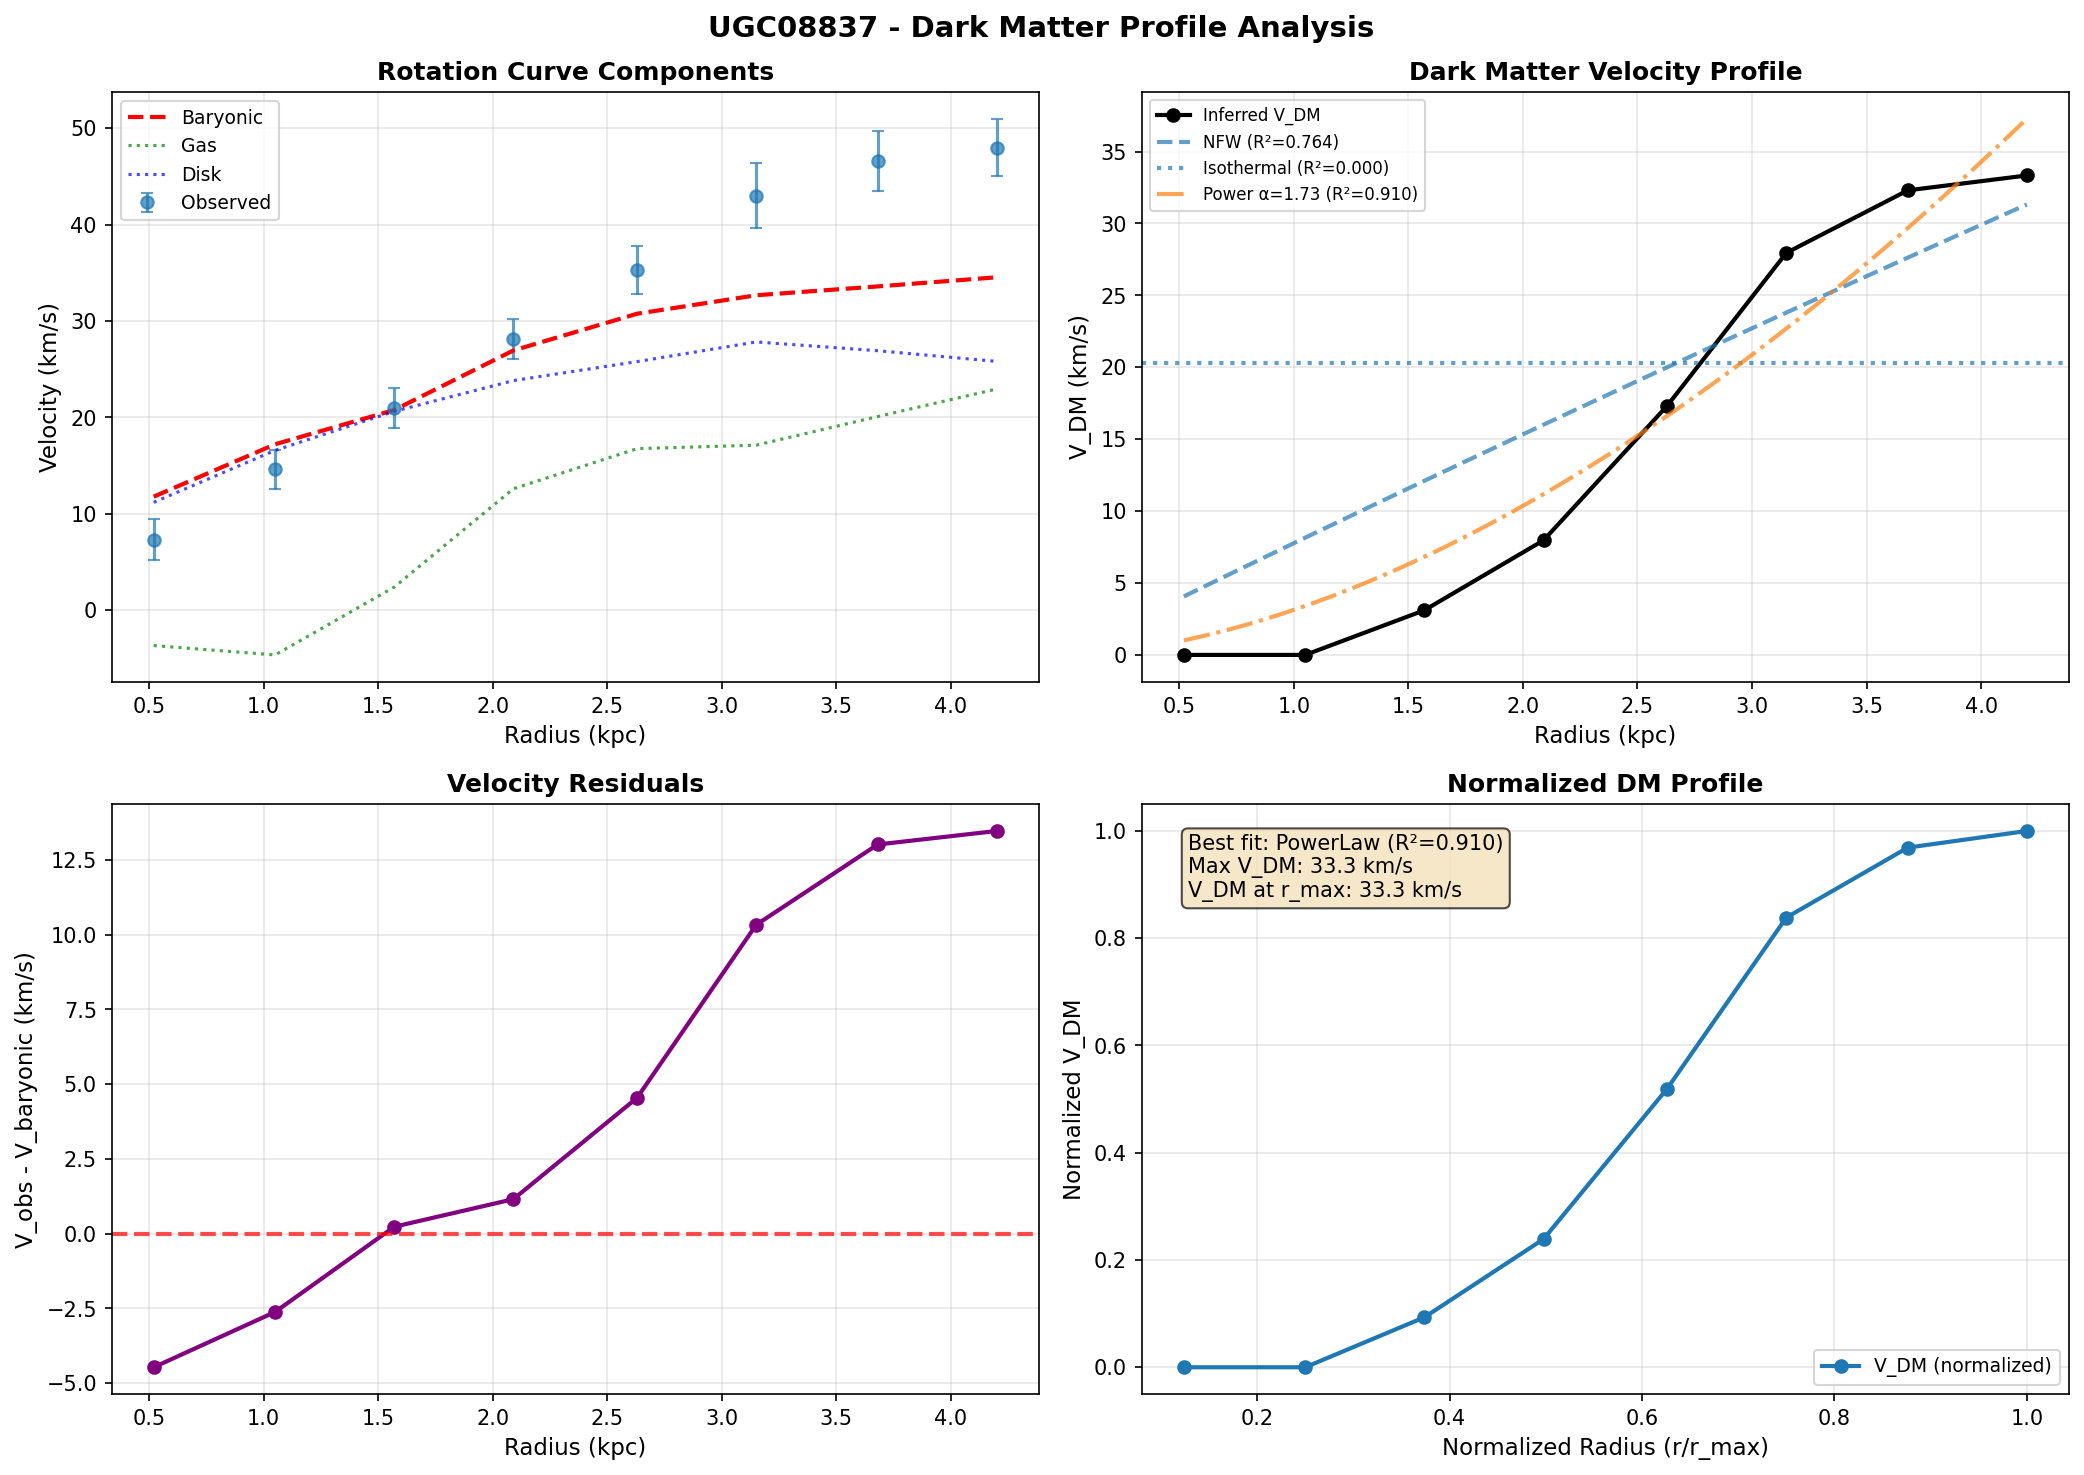 UGC08837 - Dark Matter Profile Analysis
Rotation Curve Components
Baryonic
Gas
Disk
Observed
Velocity (km/s)
50
40
30
20
10
0
0.5 1.0 1.5 2.0 2.5 3.0 3.5 4.0
Radius (kpc)
Dark Matter Velocity Profile
Inferred V_DM
NFW (R²=0.764)
Isothermal (R²=0.000)
Power α=1.73 (R²=0.910)
V_DM (km/s)
35
30
25
20
15
10
5
0
0.5 1.0 1.5 2.0 2.5 3.0 3.5 4.0
Radius (kpc)
Velocity Residuals
V_obs - V_baryonic (km/s)
12.5
10.0
7.5
5.0
2.5
0.0
−2.5
−5.0
0.5 1.0 1.5 2.0 2.5 3.0 3.5 4.0
Radius (kpc)
Normalized DM Profile
Best fit: PowerLaw (R²=0.910)
Max V_DM: 33.3 km/s
V_DM at r_max: 33.3 km/s
Normalized V_DM
1.0
0.8
0.6
0.4
0.2
0.0
V_DM (normalized)
0.2 0.4 0.6 0.8 1.0
Normalized Radius (r/r_max)